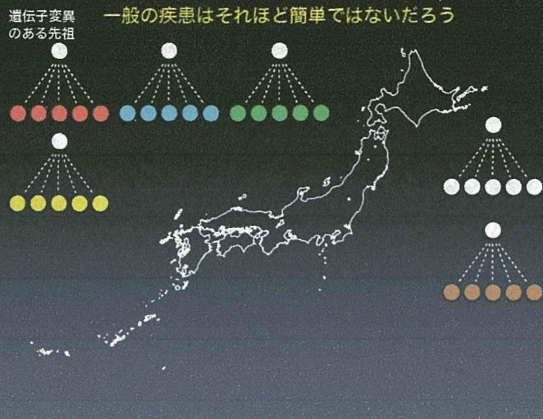 一般の疾患はそれほど簡単ではないだろう
遺伝子変異
のある先祖